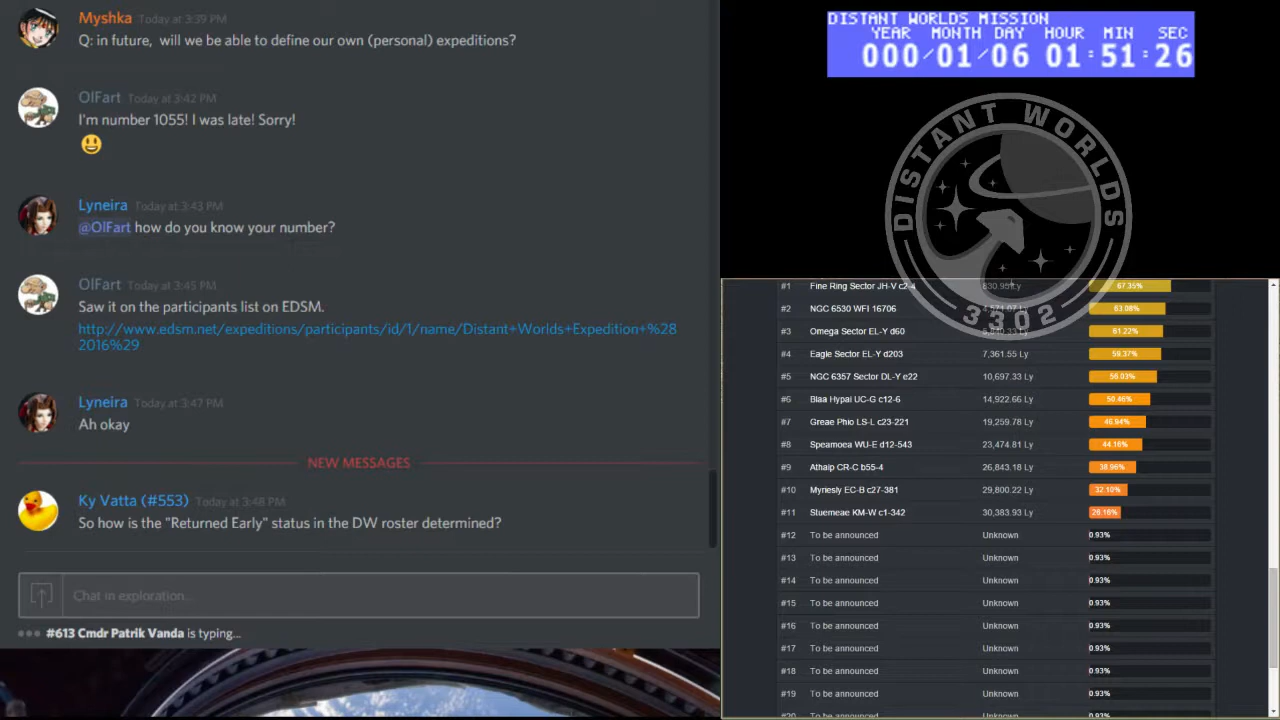 Myshka Today at 3:39 PM
Q: in future, will we be able to define our own (personal) expeditions?
OlFart Today at 3:42 PM
I'm number 1055! I was late! Sorry!
Lyneira Today at 3:43 PM
@OlFart how do you know your number?
OlFart Today at 3:45 PM
Saw it on the participants list on EDSM.
http://www.edsm.net/expeditions/participants/id/1/name/Distant+Worlds+Expedition+%28
2016%29
Lyneira Today at 3:47 PM
Ah okay
NEW MESSAGES
Ky Vatta (#553) Today at 3:48 PM
So how is the "Returned Early" status in the DW roster determined?
Chat in exploration...
#613 Cmdr Patrik Vanda is typing...
DISTANT WORLDS MISSION
YEAR MONTH DAY HOUR MIN SEC
000/01/06 01:51:26
DISTANT WORLDS
3302
#1 Fine Ring Sector JH-V c2-4 830.95 Ly 67.35%
#2 NGC 6530 WFI 16706 Ly 63.08%
#3 Omega Sector EL-Y d60 Ly 61.22%
#4 Eagle Sector EL-Y d203 7,361.55 Ly 59.37%
#5 NGC 6357 Sector DL-Y e22 10,697.33 Ly 56.03%
#6 Blaa Hypai UC-G c12-6 14,922.66 Ly 50.46%
#7 Greae Phio LS-L c23-221 19,259.78 Ly 46.94%
#8 Speamoea WU-E d12-543 23,474.81 Ly 44.16%
#9 Athaip CR-C b55-4 26,843.18 Ly 38.96%
#10 Myriesly EC-B c27-381 29,800.22 Ly 32.10%
#11 Stuemeae KM-W c1-342 30,383.93 Ly 26.16%
#12 To be announced Unknown 0.93%
#13 To be announced Unknown 0.93%
#14 To be announced Unknown 0.93%
#15 To be announced Unknown 0.93%
#16 To be announced Unknown 0.93%
#17 To be announced Unknown 0.93%
#18 To be announced Unknown 0.93%
#19 To be announced Unknown 0.93%
#20 To be announced Unknown 0.93%